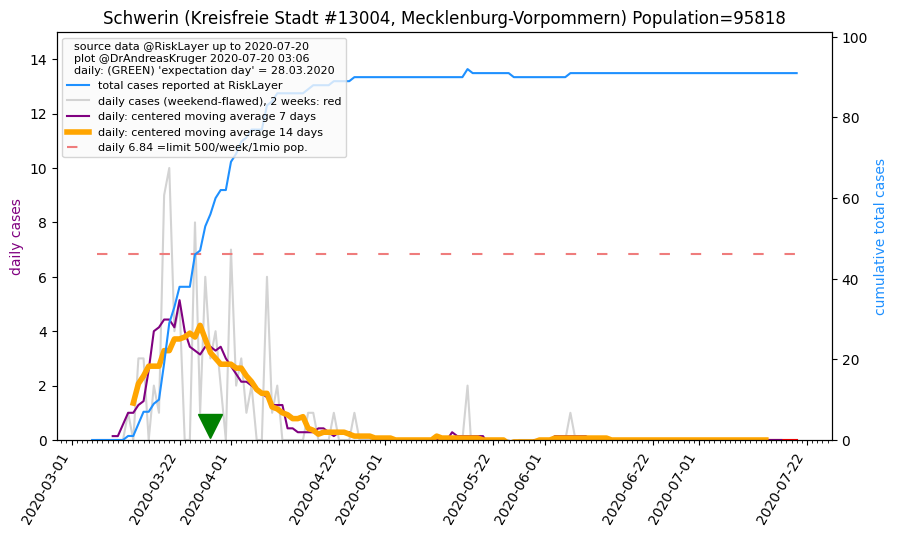 Schwerin (Kreisfreie Stadt #13004, Mecklenburg-Vorpommern) Population=95818
source data @RiskLayer up to 2020-07-20
plot @DrAndreasKruger 2020-07-20 03:06
daily: (GREEN) 'expectation day' = 28.03.2020
total cases reported at RiskLayer
daily cases (weekend-flawed), 2 weeks: red
daily: centered moving average 7 days
daily: centered moving average 14 days
daily 6.84 =limit 500/week/1mio pop.
daily cases
14
12
10
8
6
4
2
0
cumulative total cases
100
80
60
40
20
0
2020-03-01
2020-03-22
2020-04-01
2020-04-22
2020-05-01
2020-05-22
2020-06-01
2020-06-22
2020-07-01
2020-07-22